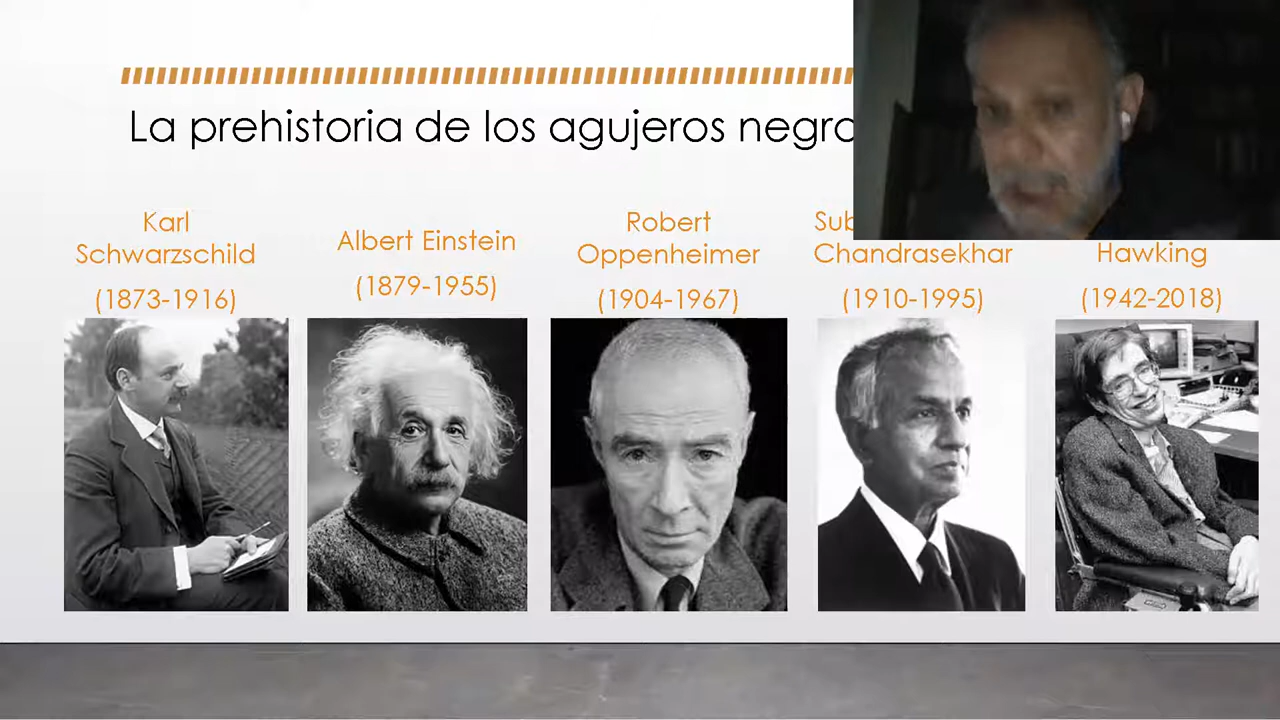 La prehistoria de los agujeros negro
Karl
Schwarzschild
(1873-1916)
Albert Einstein
(1879-1955)
Robert
Oppenheimer
(1904-1967)
Sub
Chandrasekhar
(1910-1995)
Hawking
(1942-2018)